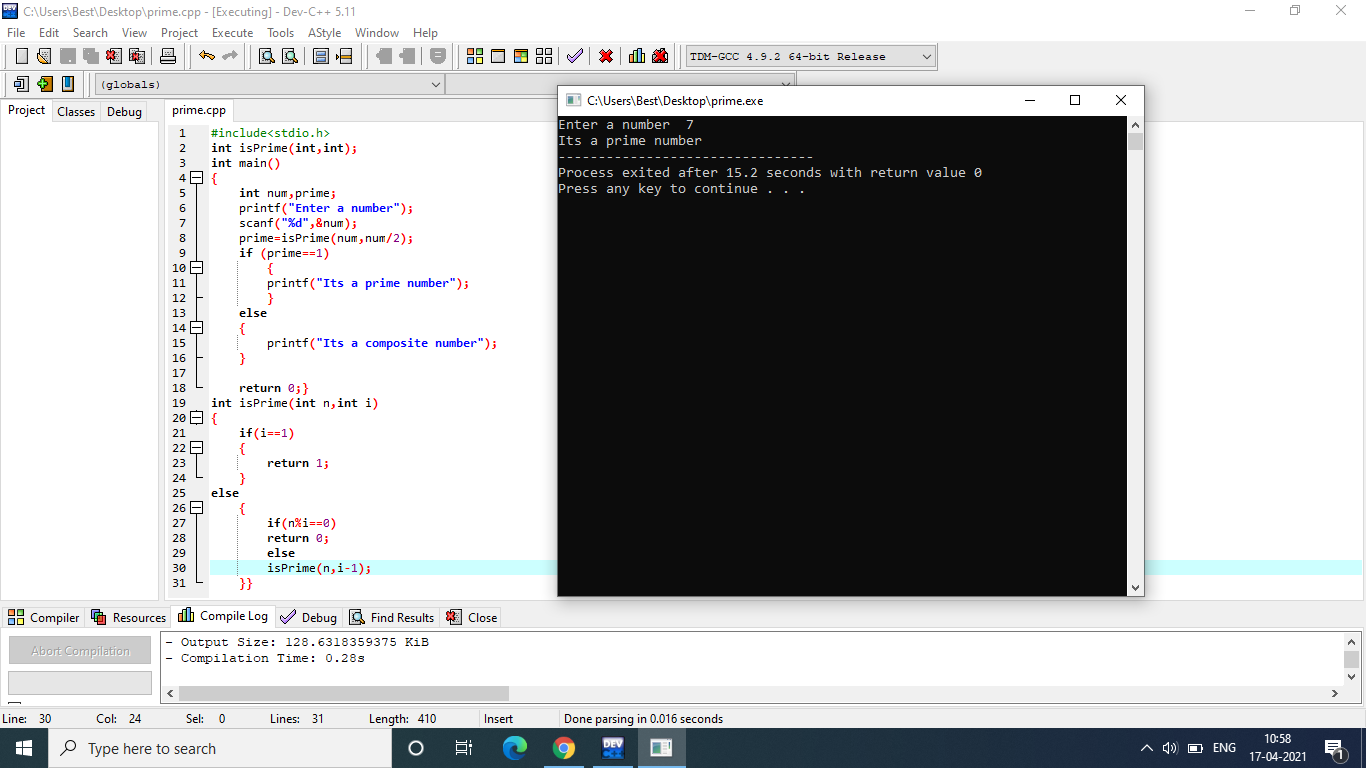 C:\Users\Best\Desktop\prime.cpp - [Executing] - Dev-C++ 5.11
File Edit Search View Project Execute Tools AStyle Window Help
TDM-GCC 4.9.2 64-bit Release
(globals)
Project Classes Debug
prime.cpp
1 #include<stdio.h>
2 int isPrime(int,int);
3 int main()
4 {
5 int num,prime;
6 printf("Enter a number");
7 scanf("%d",&num);
8 prime=isPrime(num,num/2);
9 if (prime==1)
10 {
11 printf("Its a prime number");
12 }
13 else
14 {
15 printf("Its a composite number");
16 }
17
18 return 0;}
19 int isPrime(int n,int i)
20 {
21 if(i==1)
22 {
23 return 1;
24 }
25 else
26 {
27 if(n%i==0)
28 return 0;
29 else
30 isPrime(n,i-1);
31 }}
C:\Users\Best\Desktop\prime.exe
Enter a number  7
Its a prime number
--------------------------------
Process exited after 15.2 seconds with return value 0
Press any key to continue . . .
Compiler Resources Compile Log Debug Find Results Close
Abort Compilation
- Output Size: 128.6318359375 KiB
- Compilation Time: 0.28s
Line: 30 Col: 24 Sel: 0 Lines: 31 Length: 410 Insert Done parsing in 0.016 seconds
Type here to search
DEV
C++
ENG
10:58
17-04-2021
1